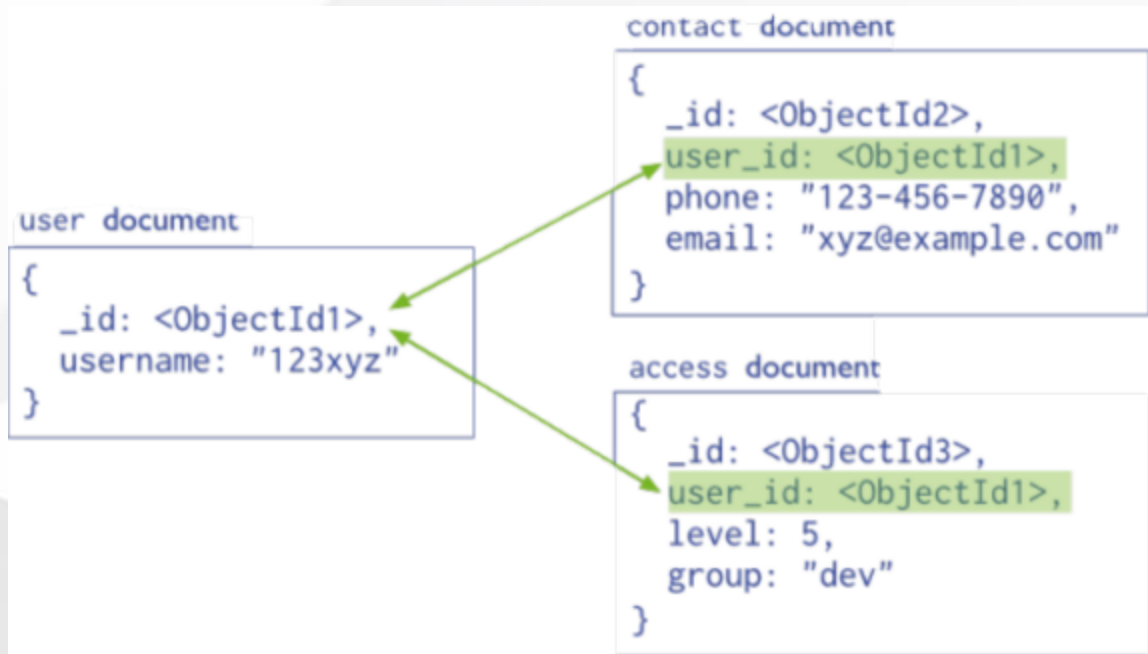 contact document
{
_id: <ObjectId2>,
user_id: <ObjectId1>,
phone: "123-456-7890",
email: "xyz@example.com"
}
user document
{
_id: <ObjectId1>,
username: "123xyz"
}
access document
{
_id: <ObjectId3>,
user_id: <ObjectId1>,
level: 5,
group: "dev"
}